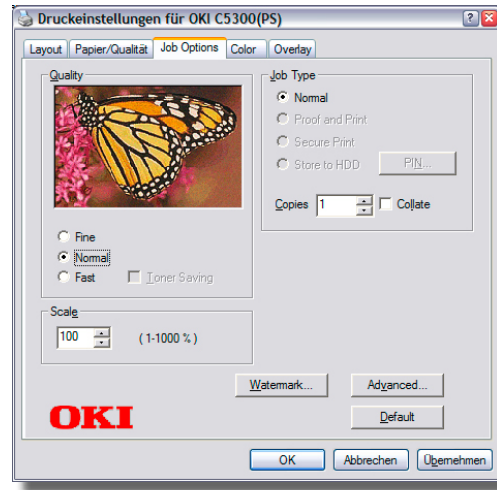 Druckeinstellungen für OKI C5300(PS)
Layout Papier/Qualität Job Options Color Overlay
Quality
Fine
Normal
Fast Toner Saving
Scale
100 (1-1000 %)
Job Type
Normal
Proof and Print
Secure Print
Store to HDD PIN...
Copies 1 Collate
Watermark... Advanced...
OKI Default
OK Abbrechen Übernehmen